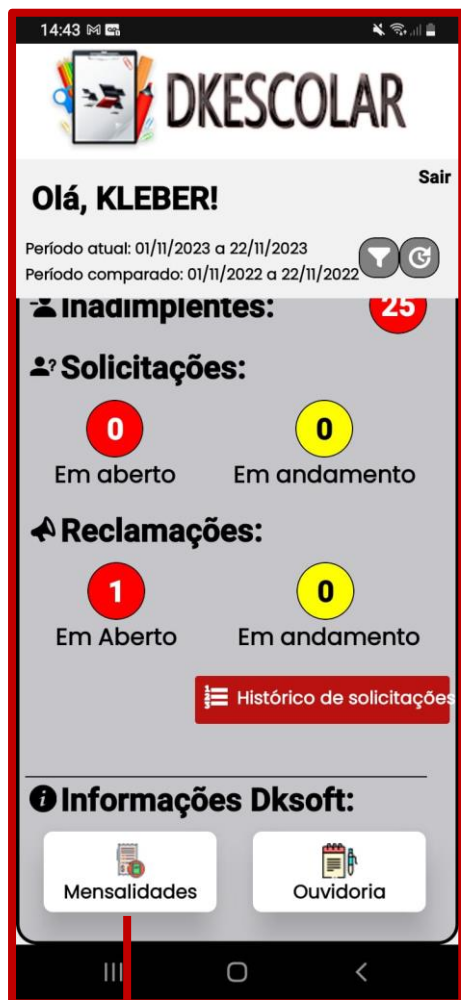 14:43
DKESCOLAR
Olá, KLEBER!
Sair
Período atual: 01/11/2023 a 22/11/2023
Período comparado: 01/11/2022 a 22/11/2022
Inadimplentes: 25
Solicitações:
0 0
Em aberto Em andamento
Reclamações:
1 0
Em Aberto Em andamento
Histórico de solicitações
Informações Dksoft:
Mensalidades Ouvidoria